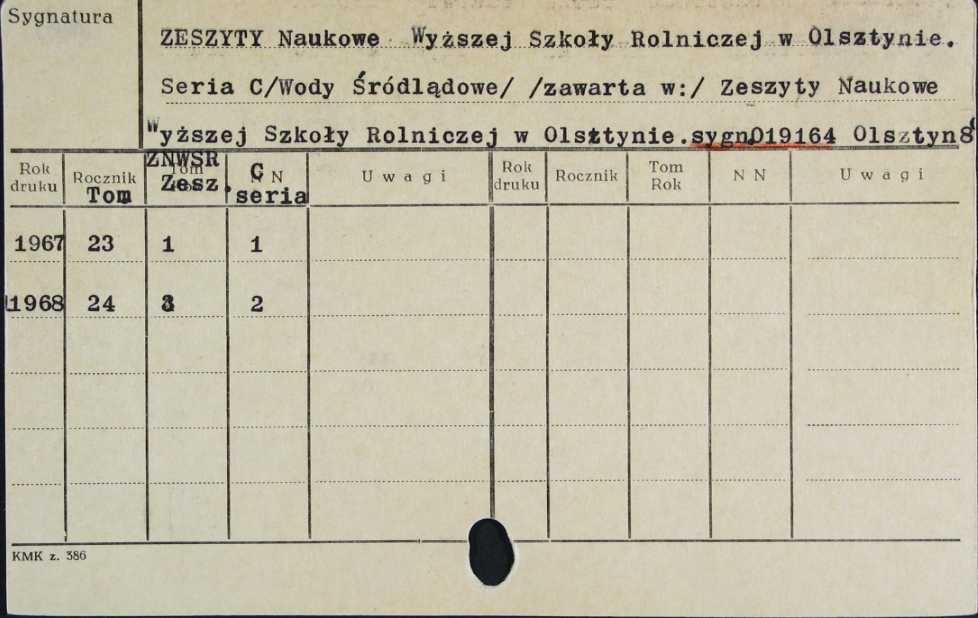 Sygnatura
ZESZYTY Naukowe Wyższej Szkoły Rolniczej w Olsztynie.
Seria C/Wody Śródlądowe/ /zawarta w:/ Zeszyty Naukowe
Wyższej Szkoły Rolniczej w Olsztynie.sygn.019164 Olsztyn8
Rok druku Rocznik Tom ZNWSR Tom Zesz. C N seria Uwagi Rok druku Rocznik Tom Rok N N Uwagi
1967 23 1 1
1968 24 2
KMK z. 386